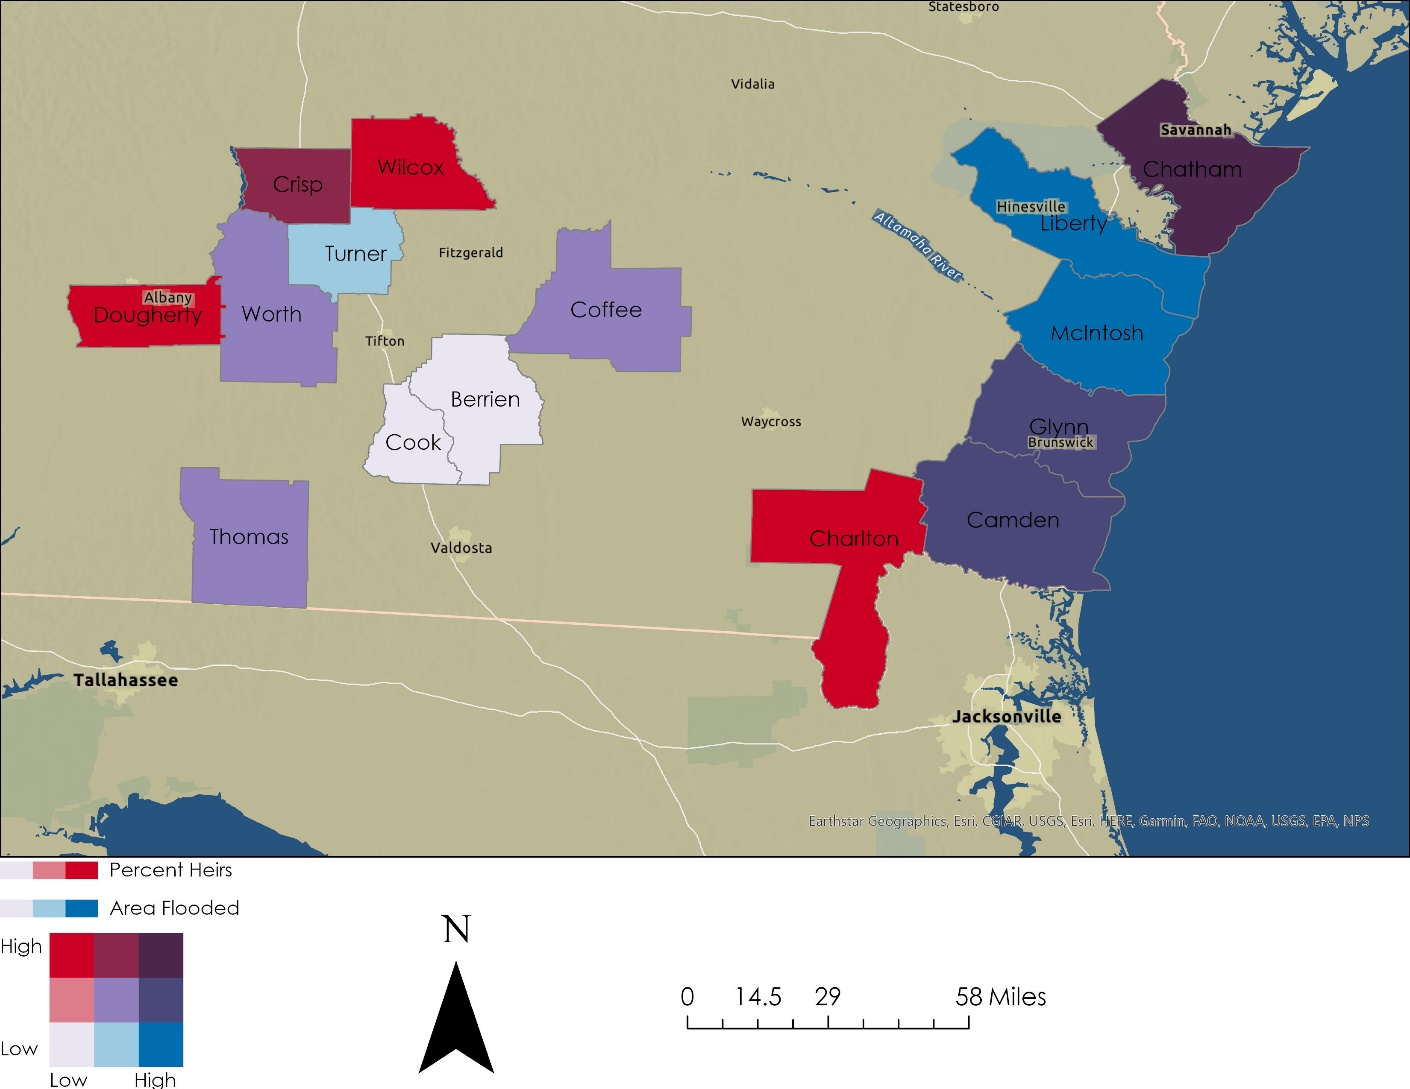 Statesboro
Vidalia
Savannah
Chatham
Wilcox
Crisp
Hinesville
Liberty
Altamaha River
Turner
Fitzgerald
Albany
Dougherty
Worth
Coffee
McIntosh
Tifton
Berrien
Cook
Waycross
Glynn
Brunswick
Camden
Thomas
Charlton
Valdosta
Tallahassee
Jacksonville
Earthstar Geographics, Esri, CGIAR, USGS, Esri, HERE, Garmin, FAO, NOAA, USGS, EPA, NPS
Percent Heirs
Area Flooded
High
Low
Low High
N
0 14.5 29 58 Miles